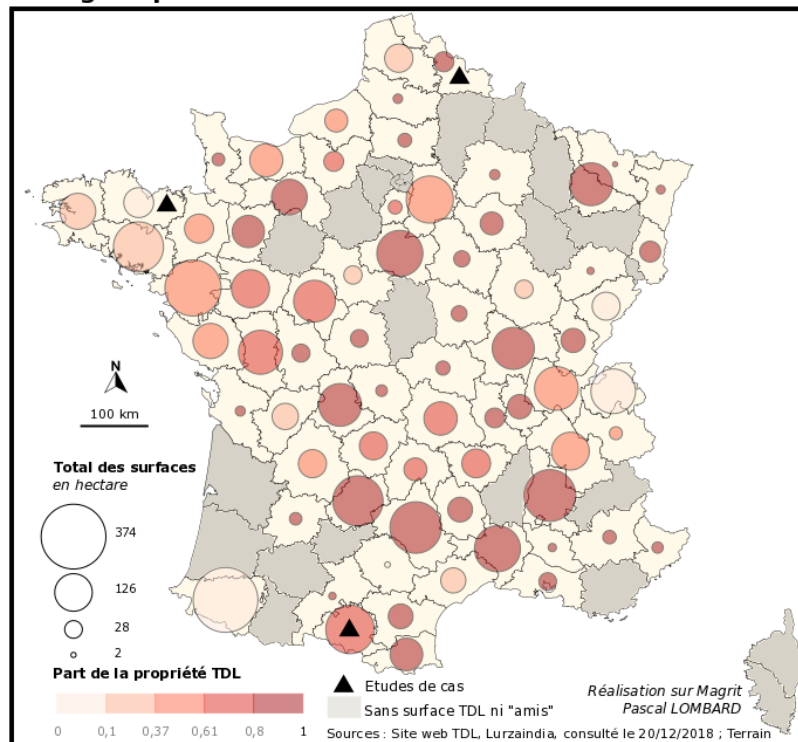 N
100 km
Total des surfaces
en hectare
374
126
28
2
Part de la propriété TDL
0 0,1 0,37 0,61 0,8 1
Etudes de cas
Sans surface TDL ni "amis"
Réalisation sur Magrit
Pascal LOMBARD
Sources : Site web TDL, Lurzaindia, consulté le 20/12/2018 ; Terrain